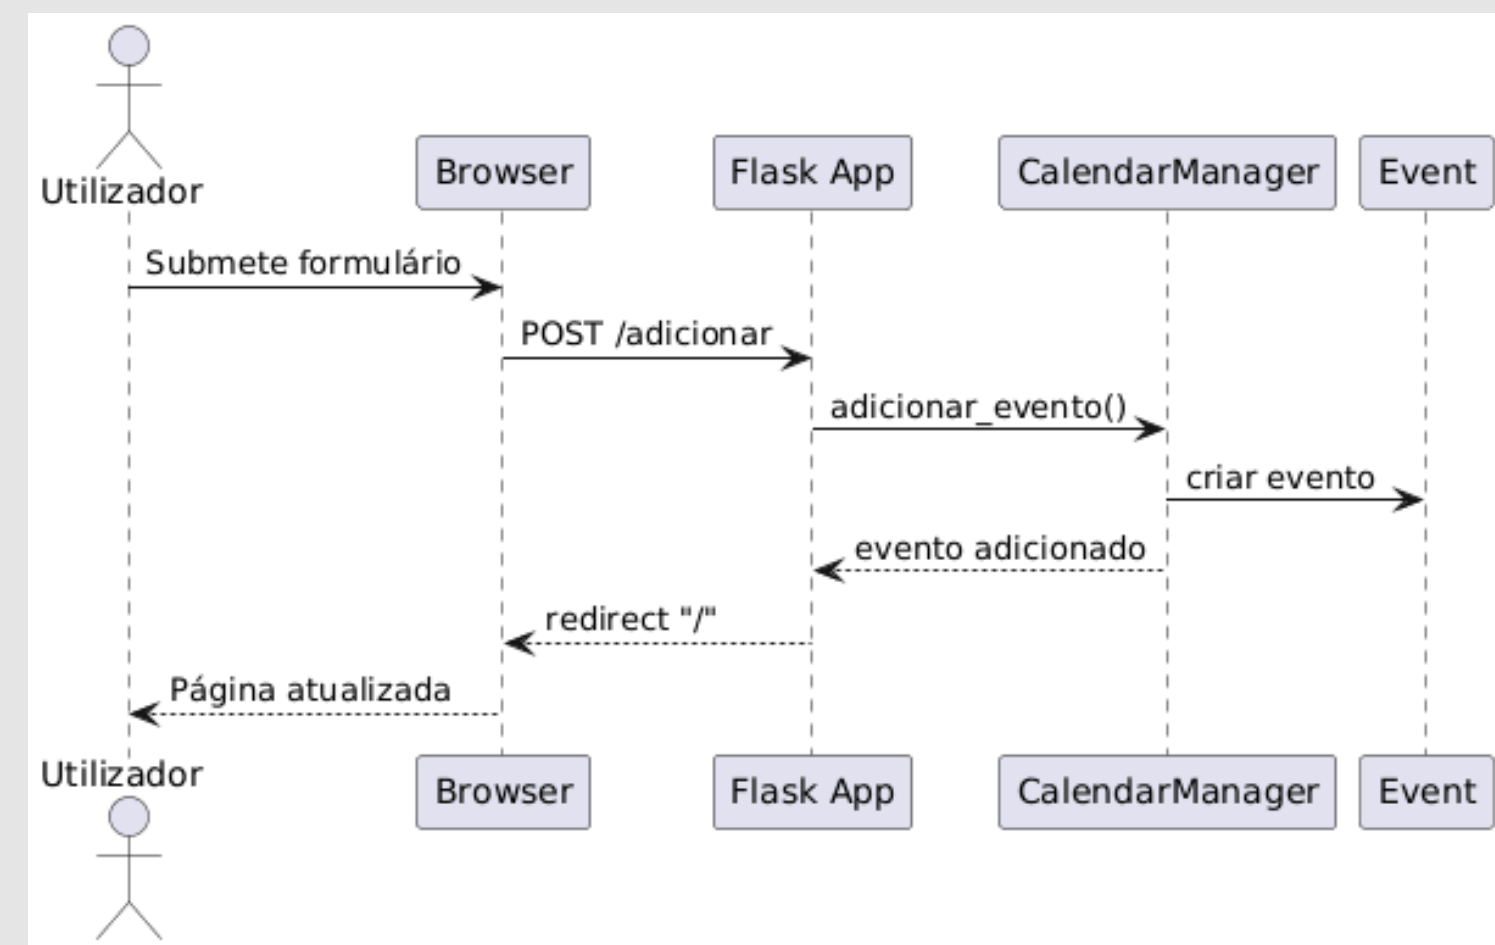 Utilizador
Browser
Flask App
CalendarManager
Event
Submete formulário
POST /adicionar
adicionar_evento()
criar evento
evento adicionado
redirect "/"
Página atualizada
Utilizador
Browser
Flask App
CalendarManager
Event